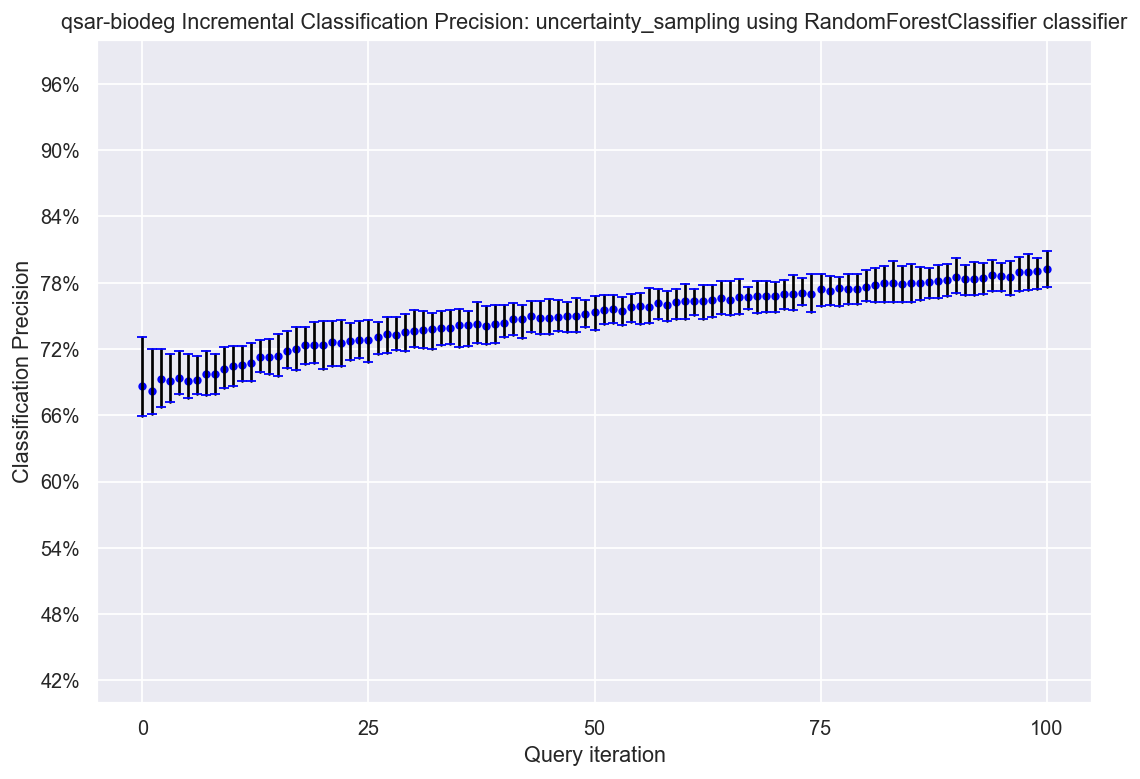 qsar-biodeg Incremental Classification Precision: uncertainty_sampling using RandomForestClassifier classifier
96%
90%
84%
78%
72%
66%
60%
54%
48%
42%
Classification Precision
0 25 50 75 100
Query iteration